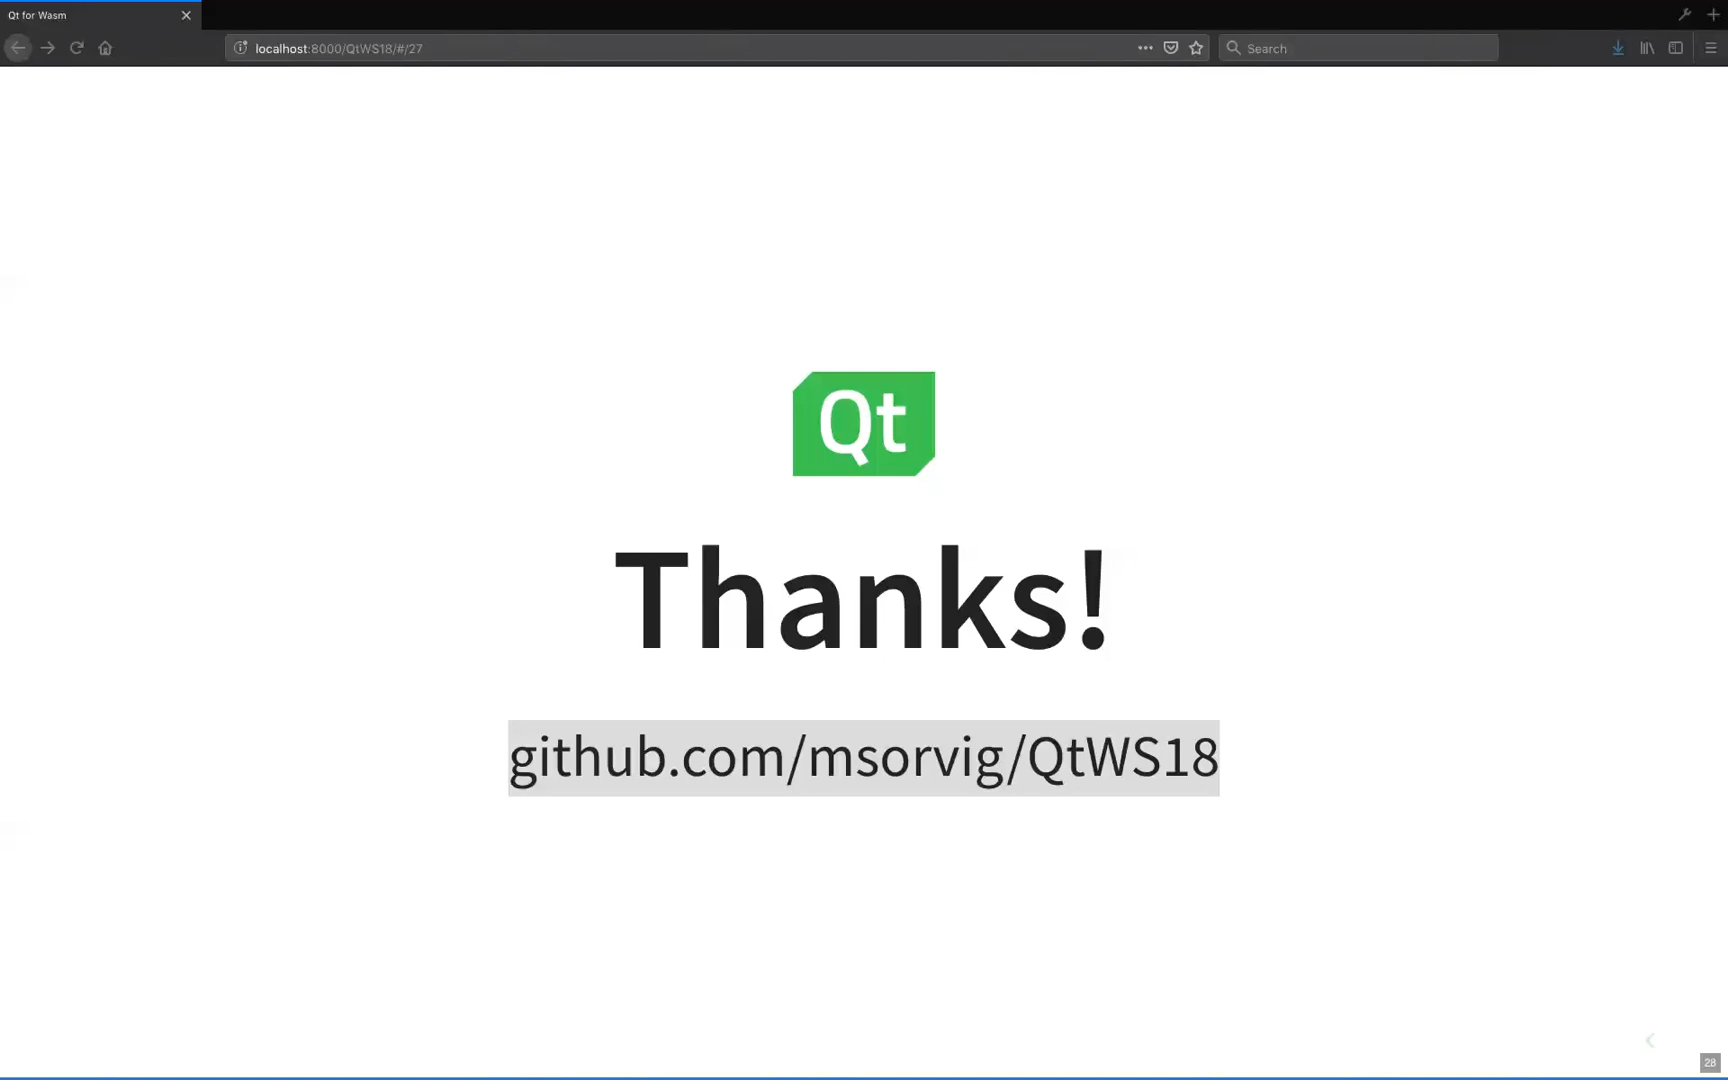 Qt for Wasm
localhost:8000/QtWS18/#/27
Search
Qt
Thanks!
github.com/msorvig/QtWS18
28